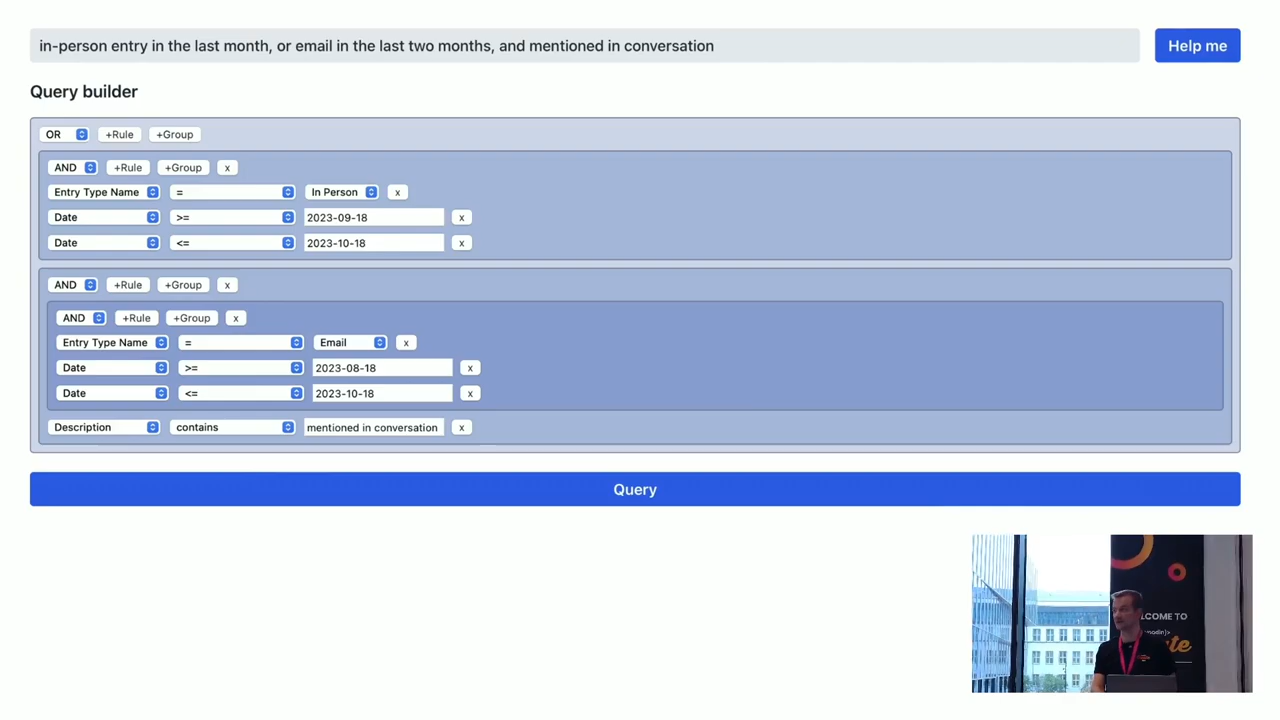 in-person entry in the last month, or email in the last two months, and mentioned in conversation
Help me
Query builder
OR +Rule +Group
AND +Rule +Group x
Entry Type Name = In Person x
Date >= 2023-09-18 x
Date <= 2023-10-18 x
AND +Rule +Group x
AND +Rule +Group x
Entry Type Name = Email x
Date >= 2023-08-18 x
Date <= 2023-10-18 x
Description contains mentioned in conversation x
Query
LCOME TO